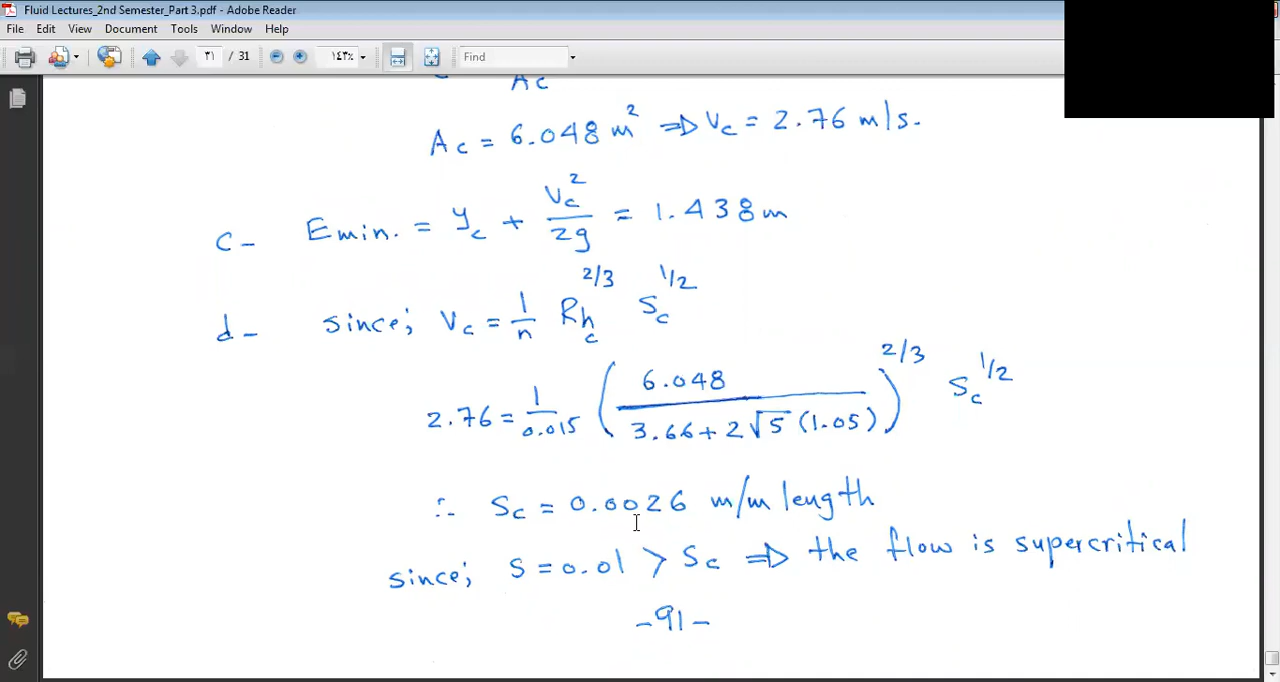 Fluid Lectures_2nd Semester_Part 3.pdf - Adobe Reader
File Edit View Document Tools Window Help
٣١ / 31 ١٤٣% Find
Ac
Ac = 6.048 m² ⇒ Vc = 2.76 m/s.
c- Emin. = yc + Vc²/2g = 1.438 m
d- since; Vc = 1/n Rhc^2/3 Sc^1/2
2.76 = 1/0.015 (6.048 / 3.66 + 2√5 (1.05))^2/3 Sc^1/2
∴ Sc = 0.0026 m/m length
since; S = 0.01 > Sc ⇒ the flow is supercritical
-91-